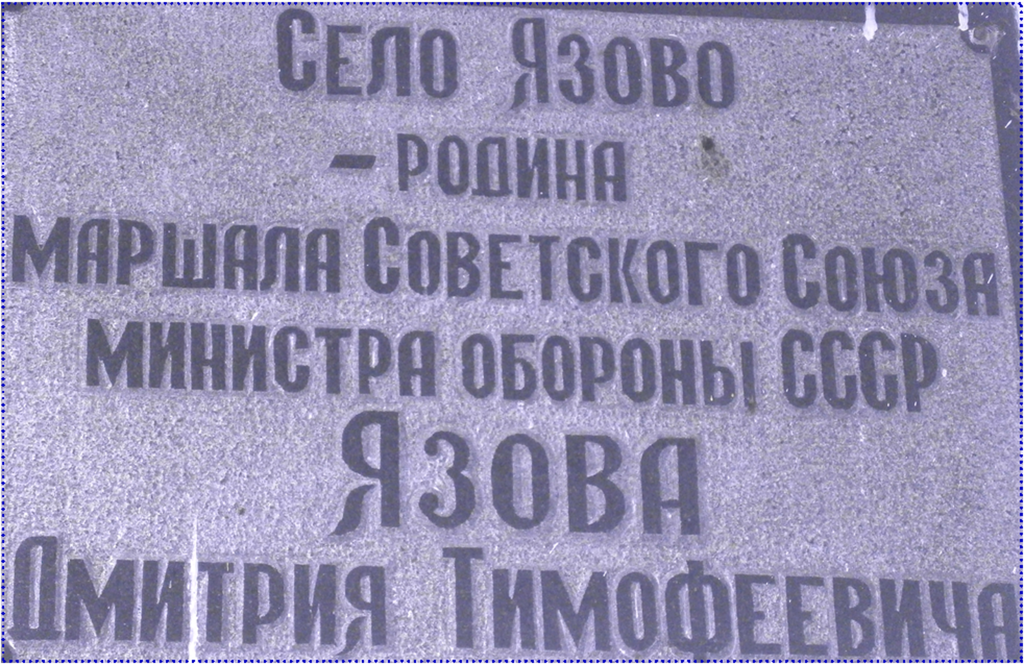 Село Язово
– родина
маршала Советского Союза
министра обороны СССР
Язова
Дмитрия Тимофеевича